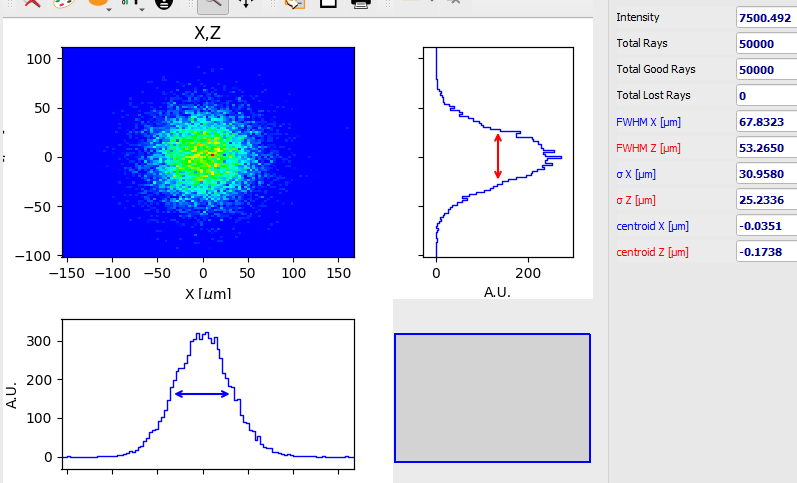 X,Z
100
50
0
−50
−100
−150 −100 −50 0 50 100 150
X [μm]
0 200
A.U.
300
200
100
0
A.U.
Intensity 7500.492
Total Rays 50000
Total Good Rays 50000
Total Lost Rays 0
FWHM X [μm] 67.8323
FWHM Z [μm] 53.2650
σ X [μm] 30.9580
σ Z [μm] 25.2336
centroid X [μm] -0.0351
centroid Z [μm] -0.1738